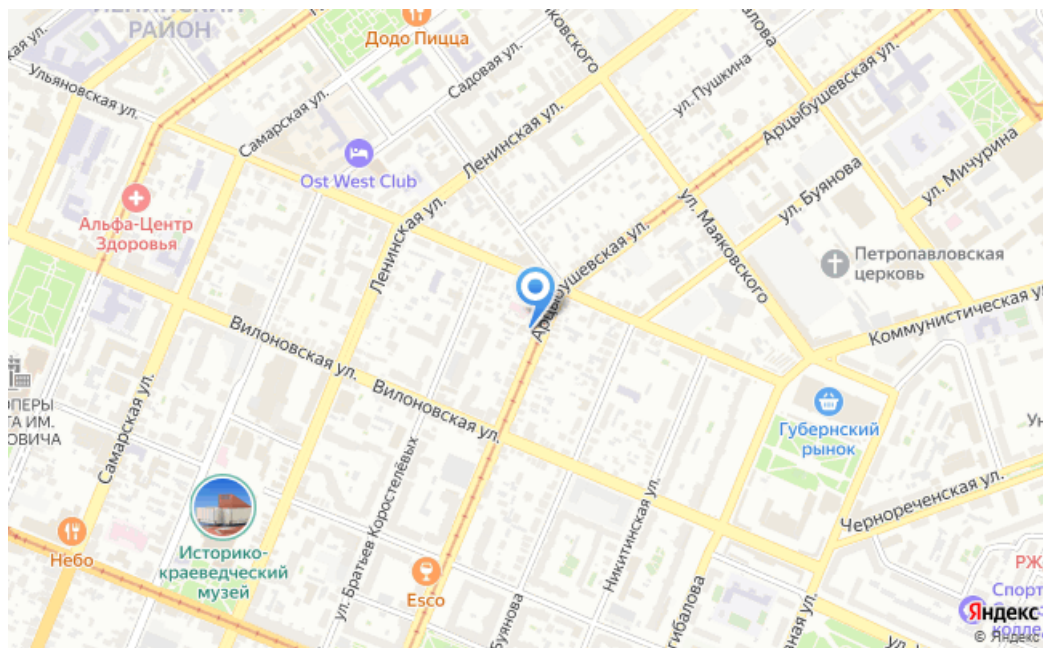 РАЙОН
Додо Пицца
Садовая ул.
ул. Пушкина
Арцыбушевская ул.
Ульяновская ул.
Самарская ул.
Ленинская ул.
Ost West Club
ул. Мичурина
ул. Буянова
ул. Маяковского
Альфа-Центр
Здоровья
Ленинская ул.
Арцыбушевская ул.
Петропавловская
церковь
Коммунистическая
Вилоновская ул.
Вилоновская ул.
Самарская ул.
Губернский
рынок
Чернореченская ул.
Небо
Историко-
краеведческий
музей
ул. Братьев Коростелёвых
Esco
Никитинская ул.
Яндекс
© Яндекс